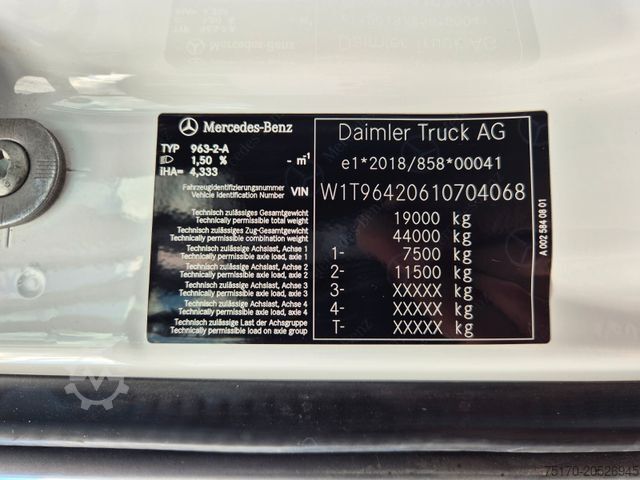 Mercedes-Benz
Daimler Truck AG
TYP 963-2-A
1,50 % - m⁻¹
iHA= 4,333
e1*2018/858*00041
Fahrzeugidentifizierungsnummer
Vehicle Identification Number VIN W1T96420610704068
Technisch zulässiges Gesamtgewicht
Technically permissible total weight 19000 kg
Technisch zulässiges Zug-Gesamtgewicht
Technically permissible combination weight 44000 kg
Technisch zulässige Achslast, Achse 1
Technically permissible axle load, axle 1 1- 7500 kg
Technisch zulässige Achslast, Achse 2
Technically permissible axle load, axle 2 2- 11500 kg
Technisch zulässige Achslast, Achse 3
Technically permissible axle load, axle 3 3- XXXXX kg
Technisch zulässige Achslast, Achse 4
Technically permissible axle load, axle 4 4- XXXXX kg
Technisch zulässige Last der Achsgruppe
Technically permissible load on axle group T- XXXXX kg
A 002 584 08 01
75170-20526945